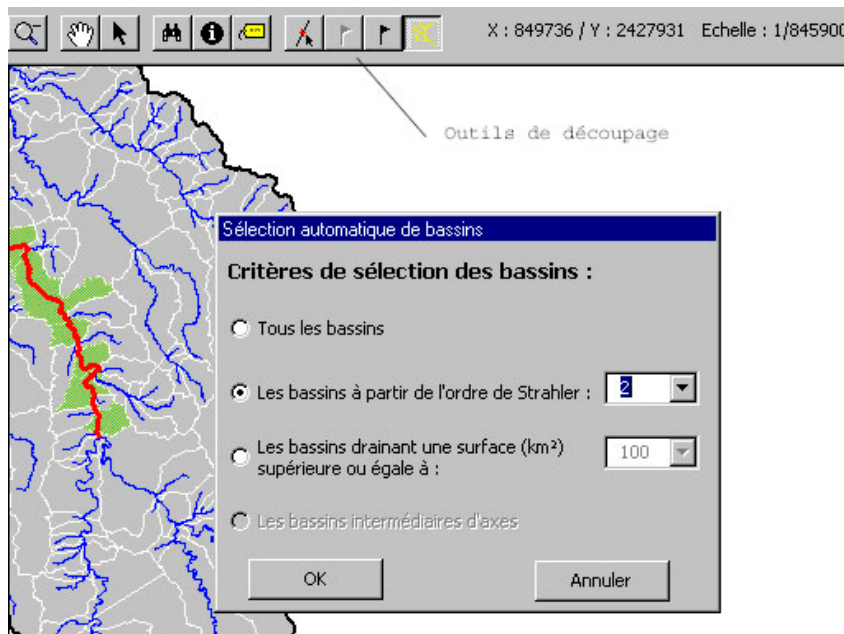 X : 849736 / Y : 2427931 Echelle : 1/845900
Outils de découpage
Sélection automatique de bassins
Critères de sélection des bassins :
Tous les bassins
Les bassins à partir de l'ordre de Strahler : 2
Les bassins drainant une surface (km²)
supérieure ou égale à :
100
Les bassins intermédiaires d'axes
OK
Annuler